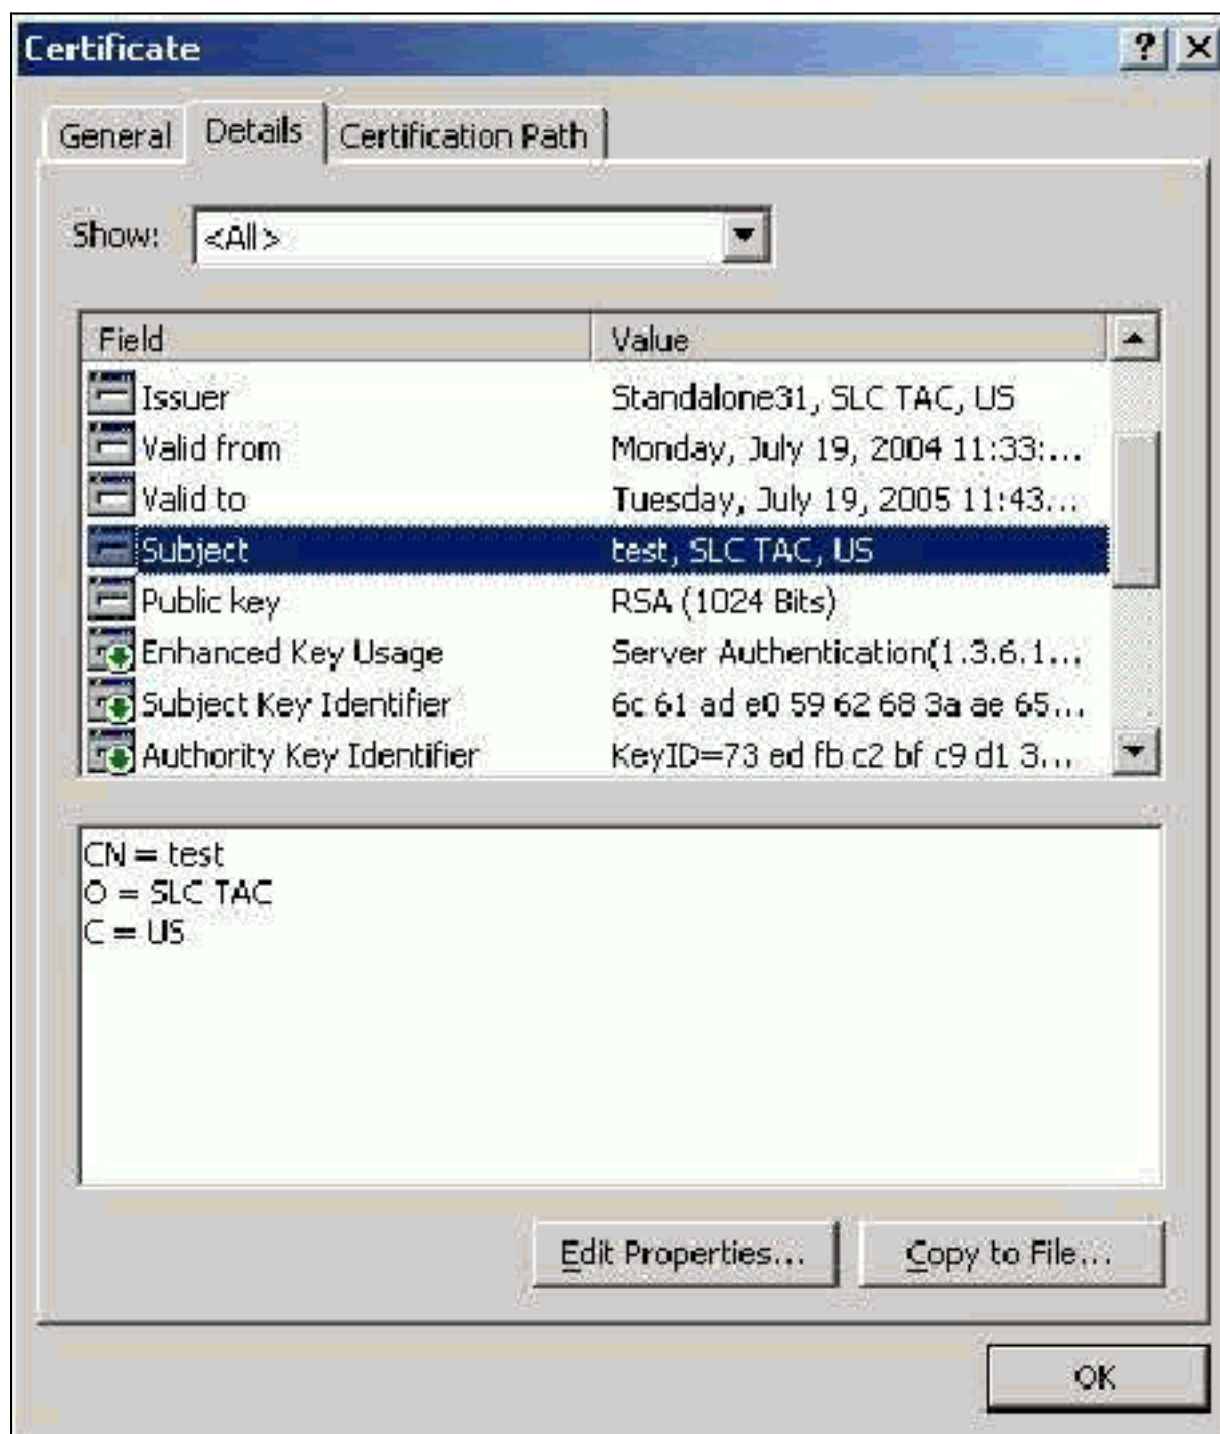 Certificate
General Details Certification Path
Show: <All>
Field Value
Issuer Standalone31, SLC TAC, US
Valid from Monday, July 19, 2004 11:33:...
Valid to Tuesday, July 19, 2005 11:43...
Subject test, SLC TAC, US
Public key RSA (1024 Bits)
Enhanced Key Usage Server Authentication(1.3.6.1...
Subject Key Identifier 6c 61 ad e0 59 62 68 3a ae 65...
Authority Key Identifier KeyID=73 ed fb c2 bf c9 d1 3...
CN = test
O = SLC TAC
C = US
Edit Properties... Copy to File...
OK